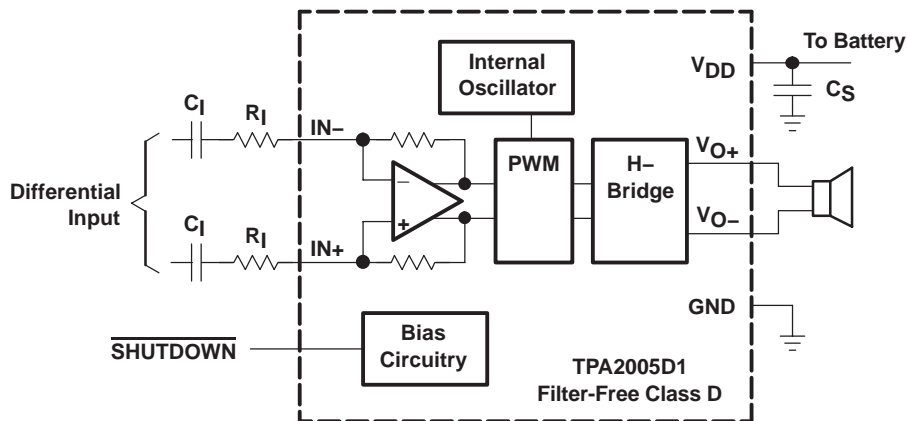 To Battery
Internal
Oscillator
VDD
CS
CI
RI
IN−
PWM
H−
Bridge
VO+
−
Differential
Input
+
VO−
CI
RI
IN+
GND
SHUTDOWN
Bias
Circuitry
TPA2005D1
Filter-Free Class D